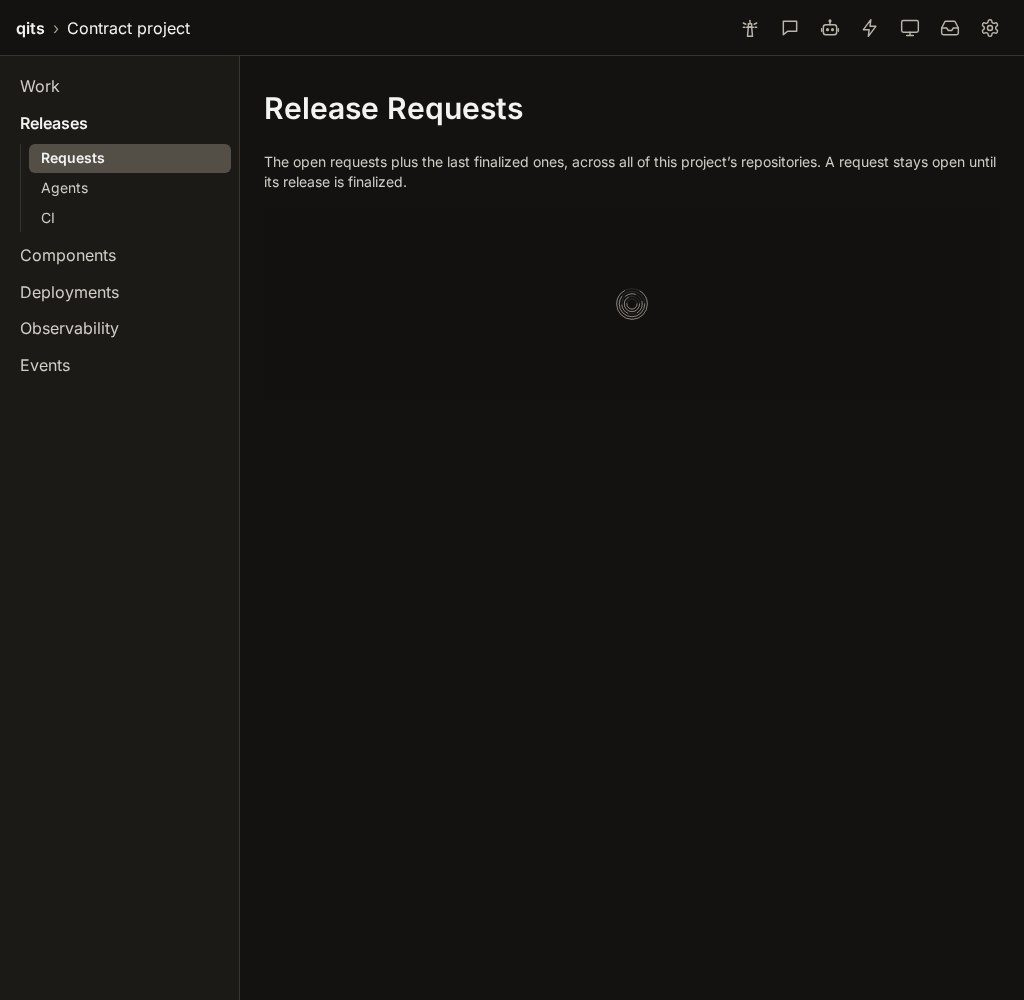 qits › Contract project
Work
Releases
Requests
Agents
CI
Components
Deployments
Observability
Events
Release Requests
The open requests plus the last finalized ones, across all of this project’s repositories. A request stays open until
its release is finalized.